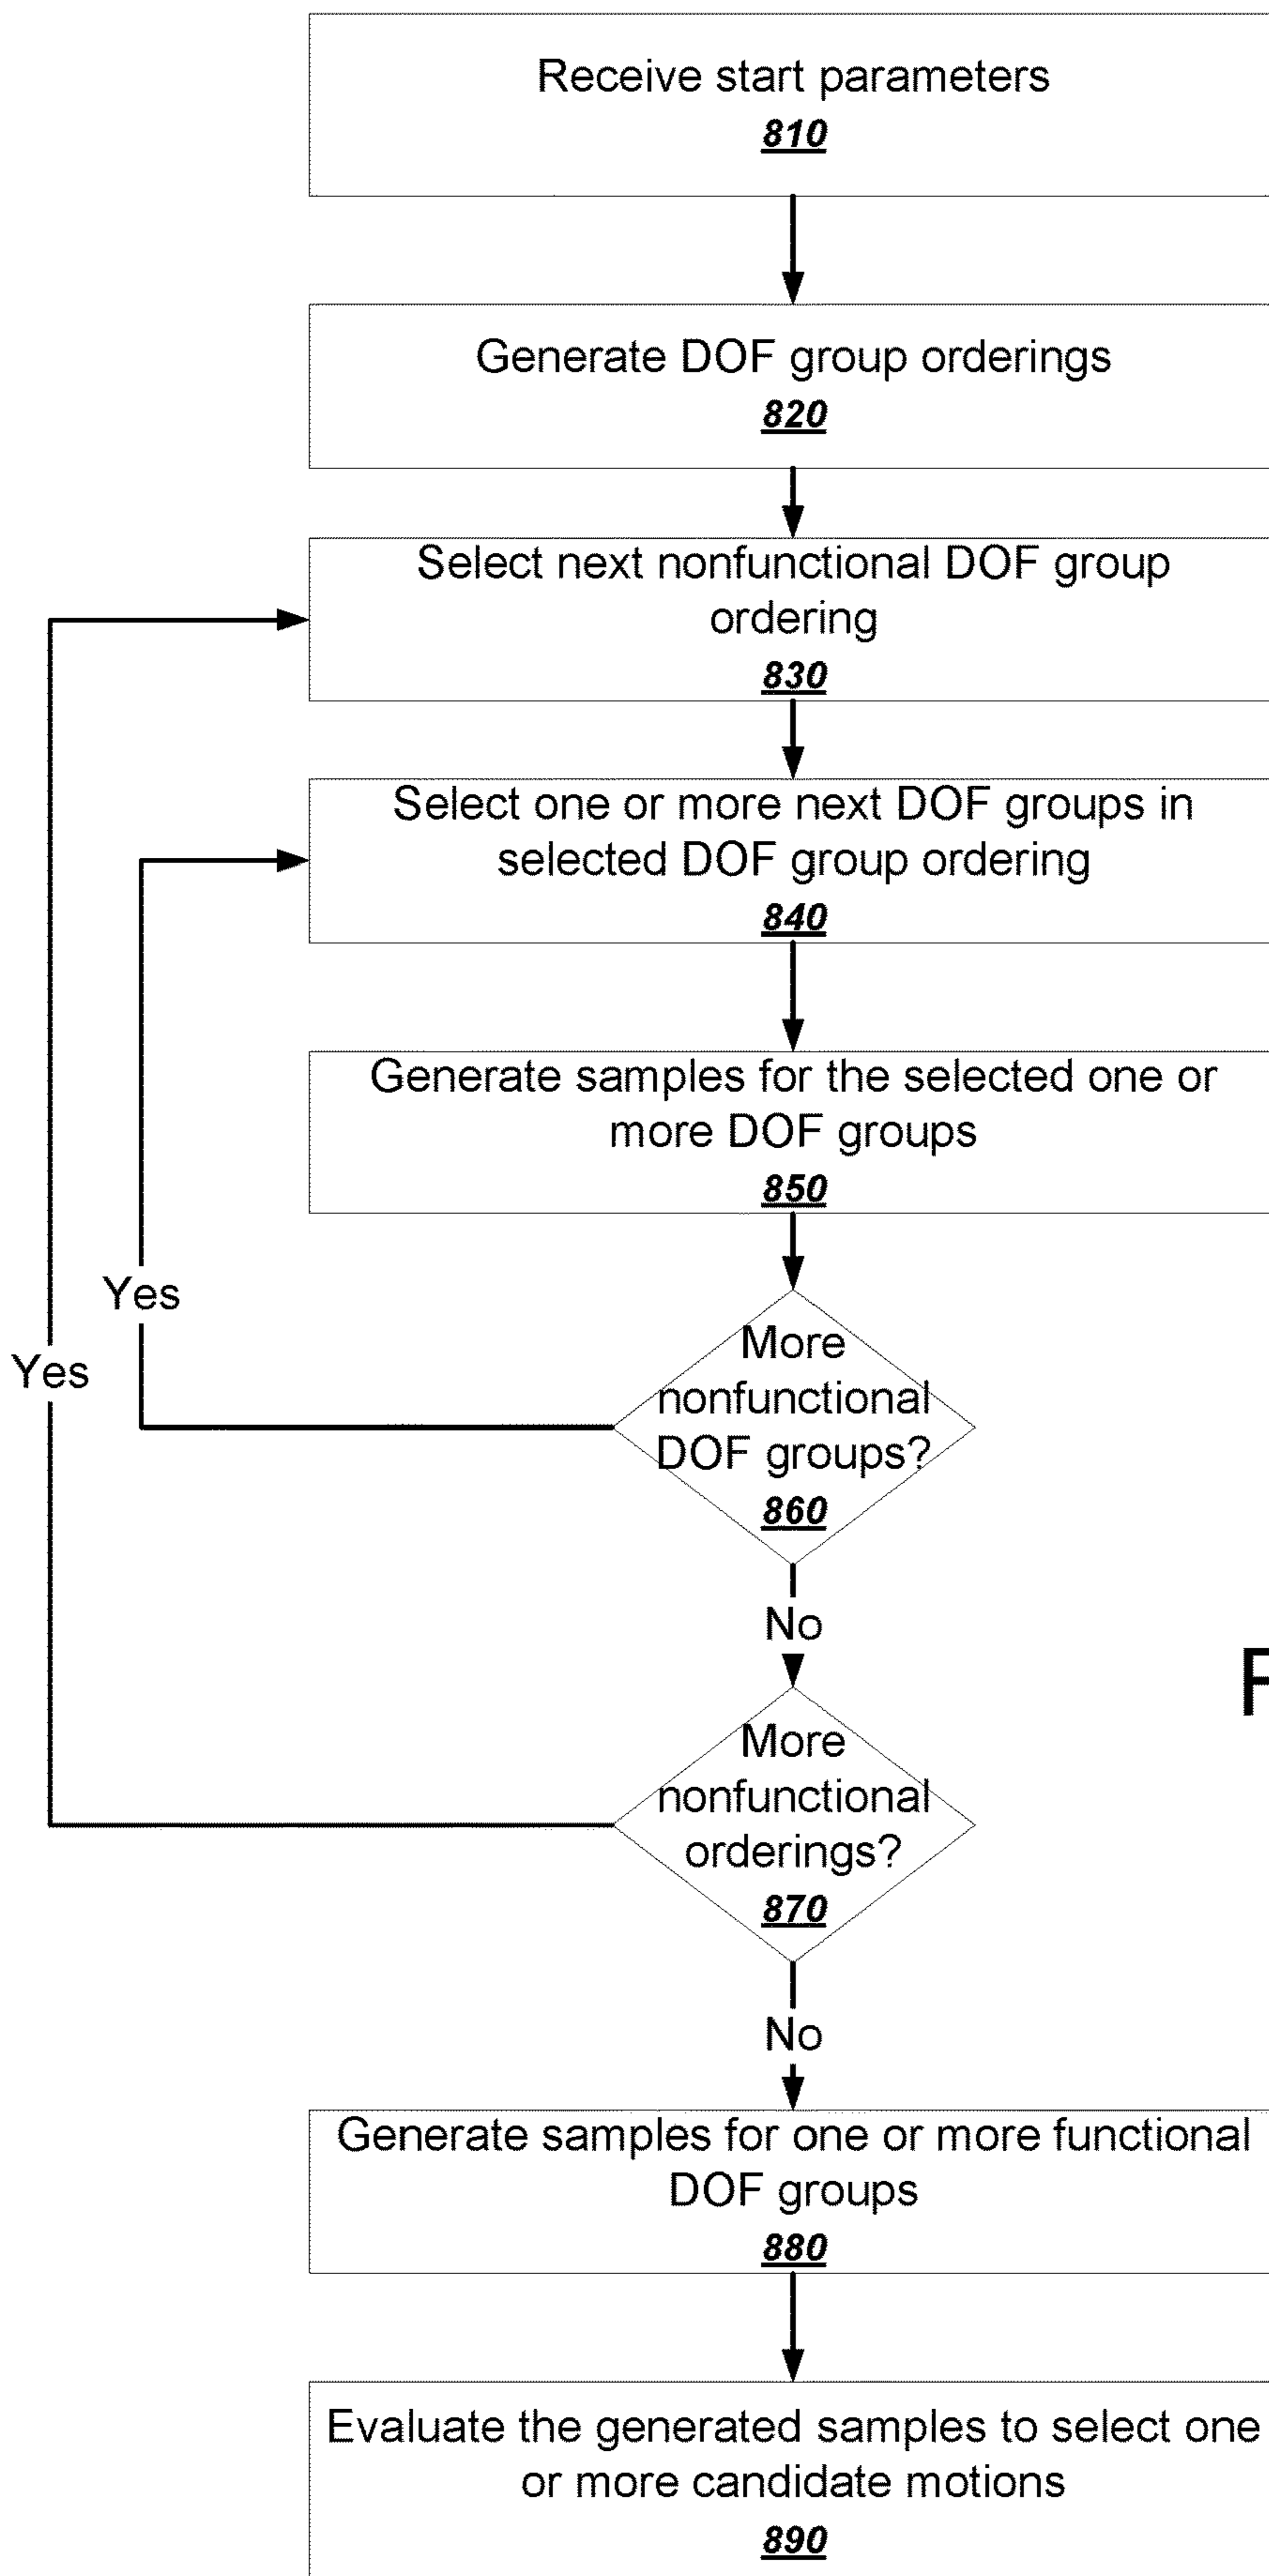 Receive start parameters
810
Generate DOF group orderings
820
Select next nonfunctional DOF group
ordering
830
Select one or more next DOF groups in
selected DOF group ordering
840
Generate samples for the selected one or
more DOF groups
850
Yes
Yes
More
nonfunctional
DOF groups?
860
No
More
nonfunctional
orderings?
870
No
Generate samples for one or more functional
DOF groups
880
Evaluate the generated samples to select one
or more candidate motions
890